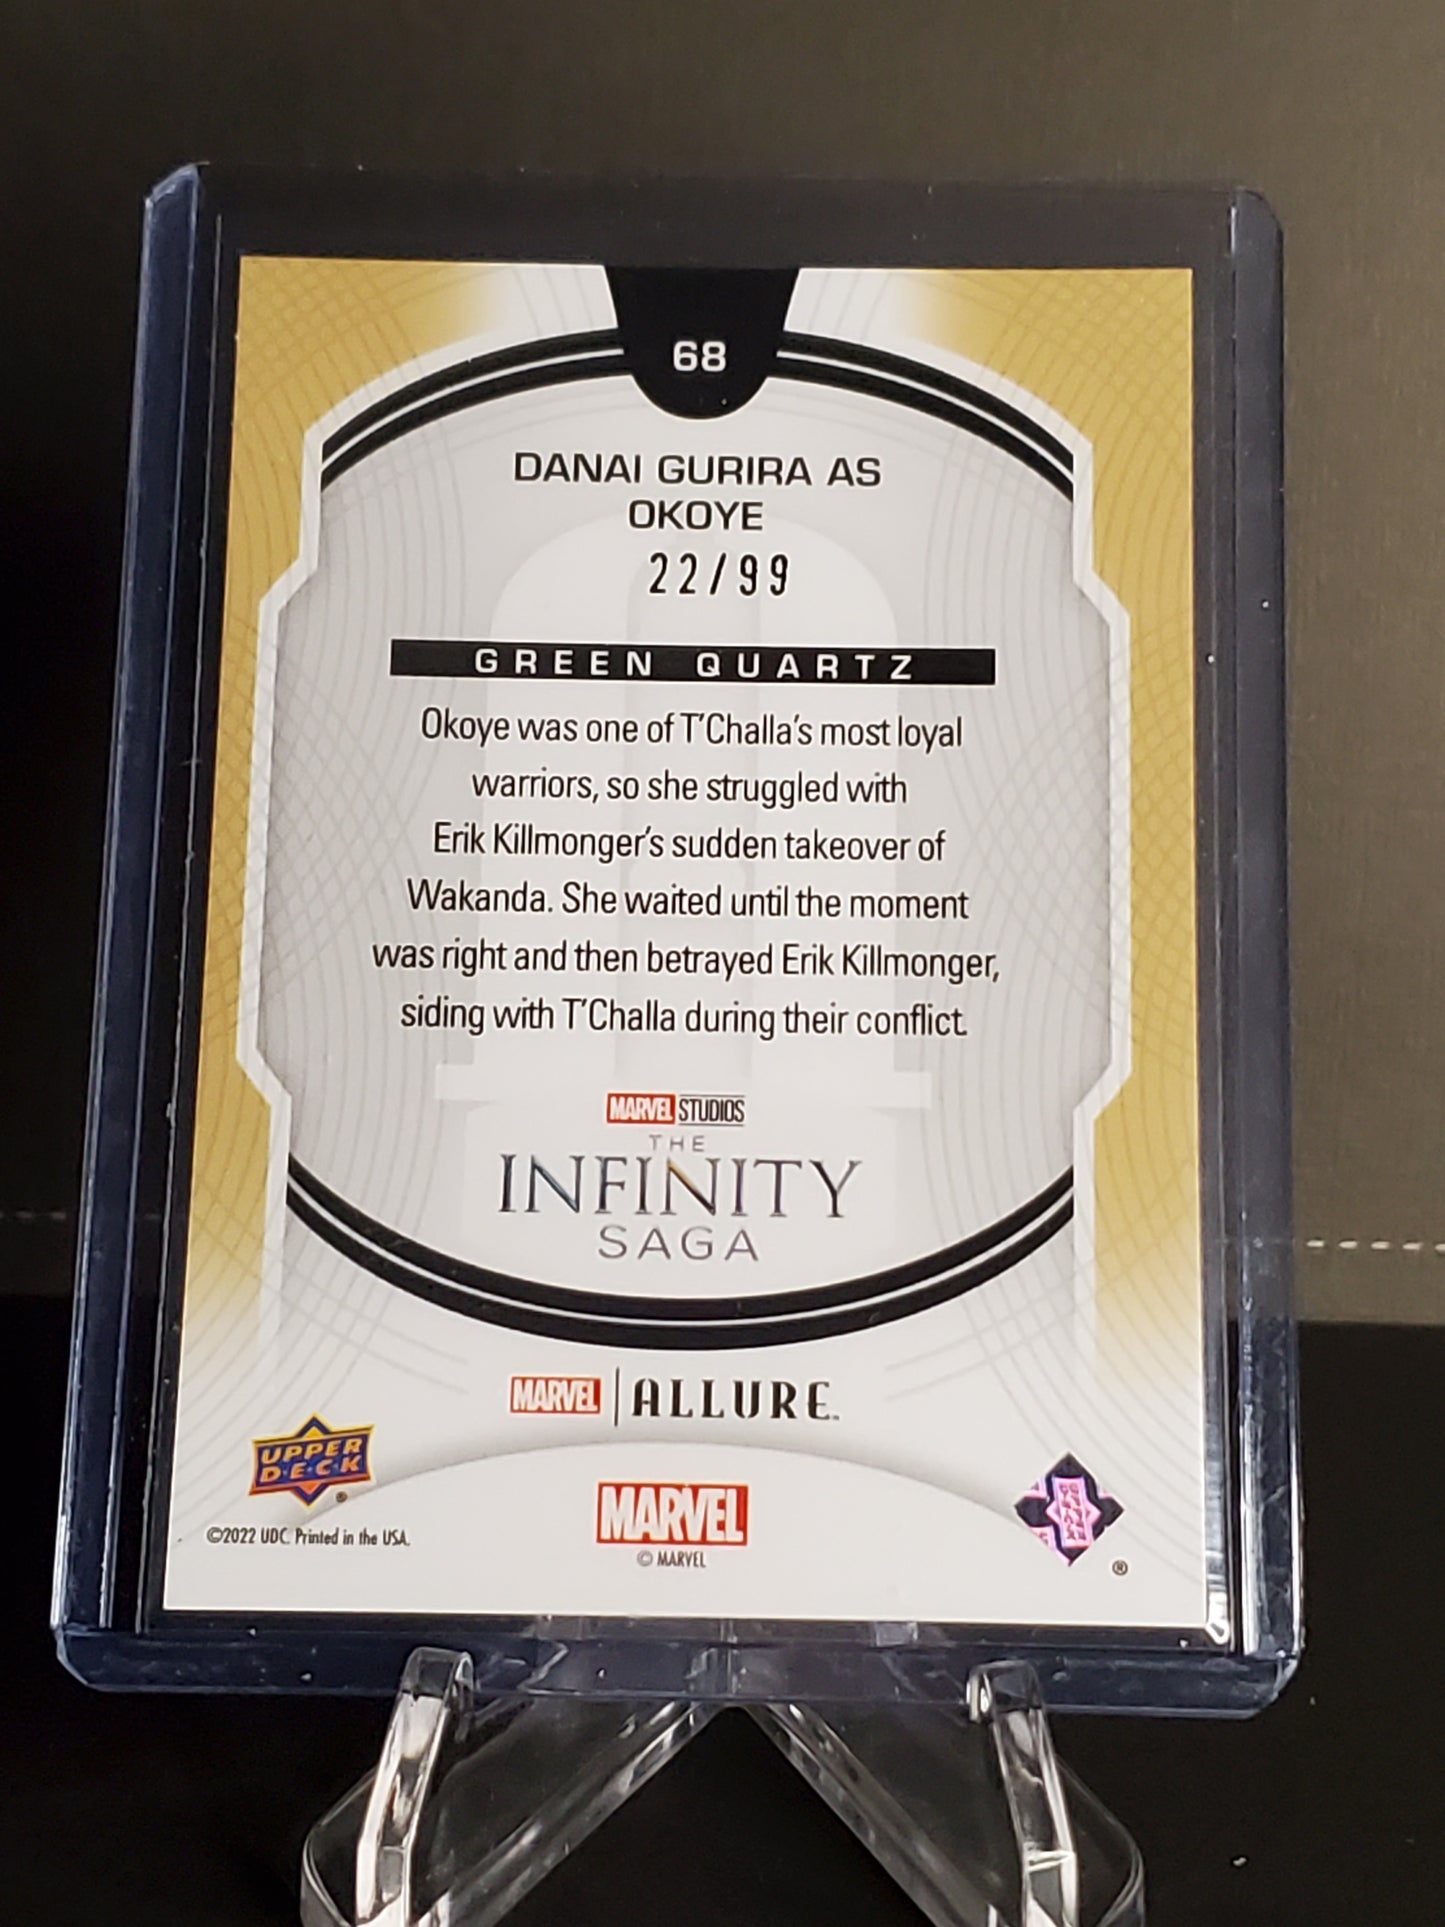 68
DANAI GURIRA AS
OKOYE
22/99
GREEN QUARTZ
Okoye was one of T'Challa's most loyal
warriors, so she struggled with
Erik Killmonger's sudden takeover of
Wakanda. She waited until the moment
was right and then betrayed Erik Killmonger,
siding with T'Challa during their conflict.
MARVEL STUDIOS
THE
INFINITY
SAGA
MARVEL | ALLURE
UPPER
DECK
®
©2022 UDC. Printed in the USA.
MARVEL
© MARVEL
®